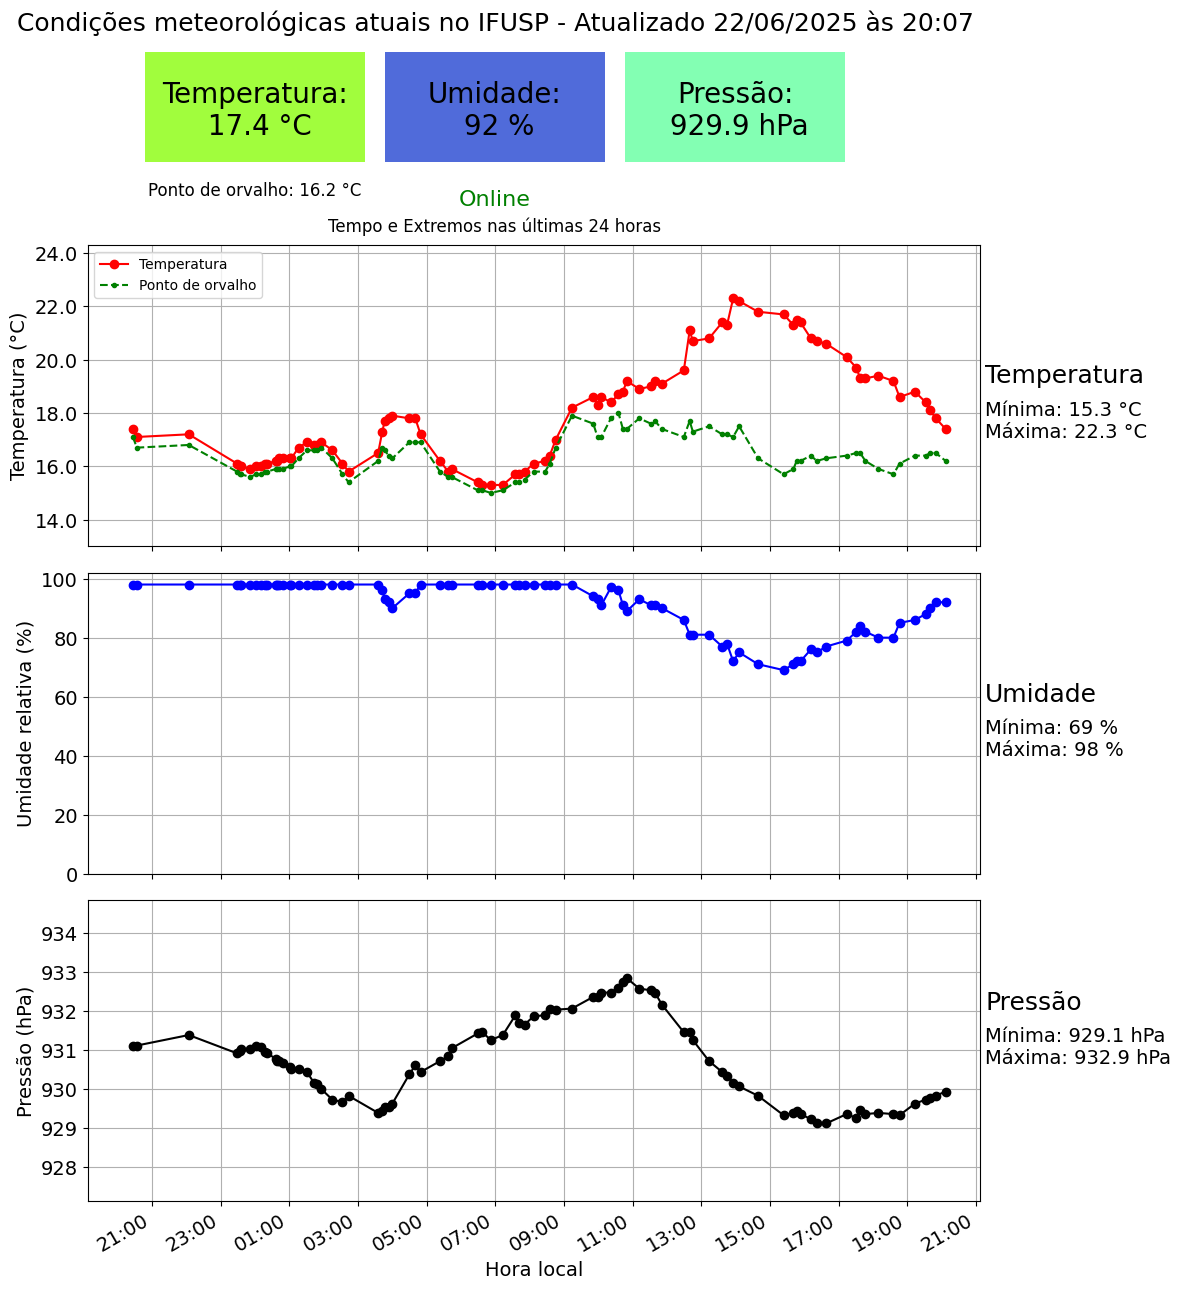 Condições meteorológicas atuais no IFUSP - Atualizado 22/06/2025 às 20:07
Temperatura:
17.4 °C
Umidade:
92 %
Pressão:
929.9 hPa
Ponto de orvalho: 16.2 °C
Online
Tempo e Extremos nas últimas 24 horas
Temperatura (°C)
24.0
22.0
20.0
18.0
16.0
14.0
Temperatura
Ponto de orvalho
Temperatura
Mínima: 15.3 °C
Máxima: 22.3 °C
Umidade relativa (%)
100
80
60
40
20
0
Umidade
Mínima: 69 %
Máxima: 98 %
Pressão (hPa)
934
933
932
931
930
929
928
Pressão
Mínima: 929.1 hPa
Máxima: 932.9 hPa
21:00 23:00 01:00 03:00 05:00 07:00 09:00 11:00 13:00 15:00 17:00 19:00 21:00
Hora local